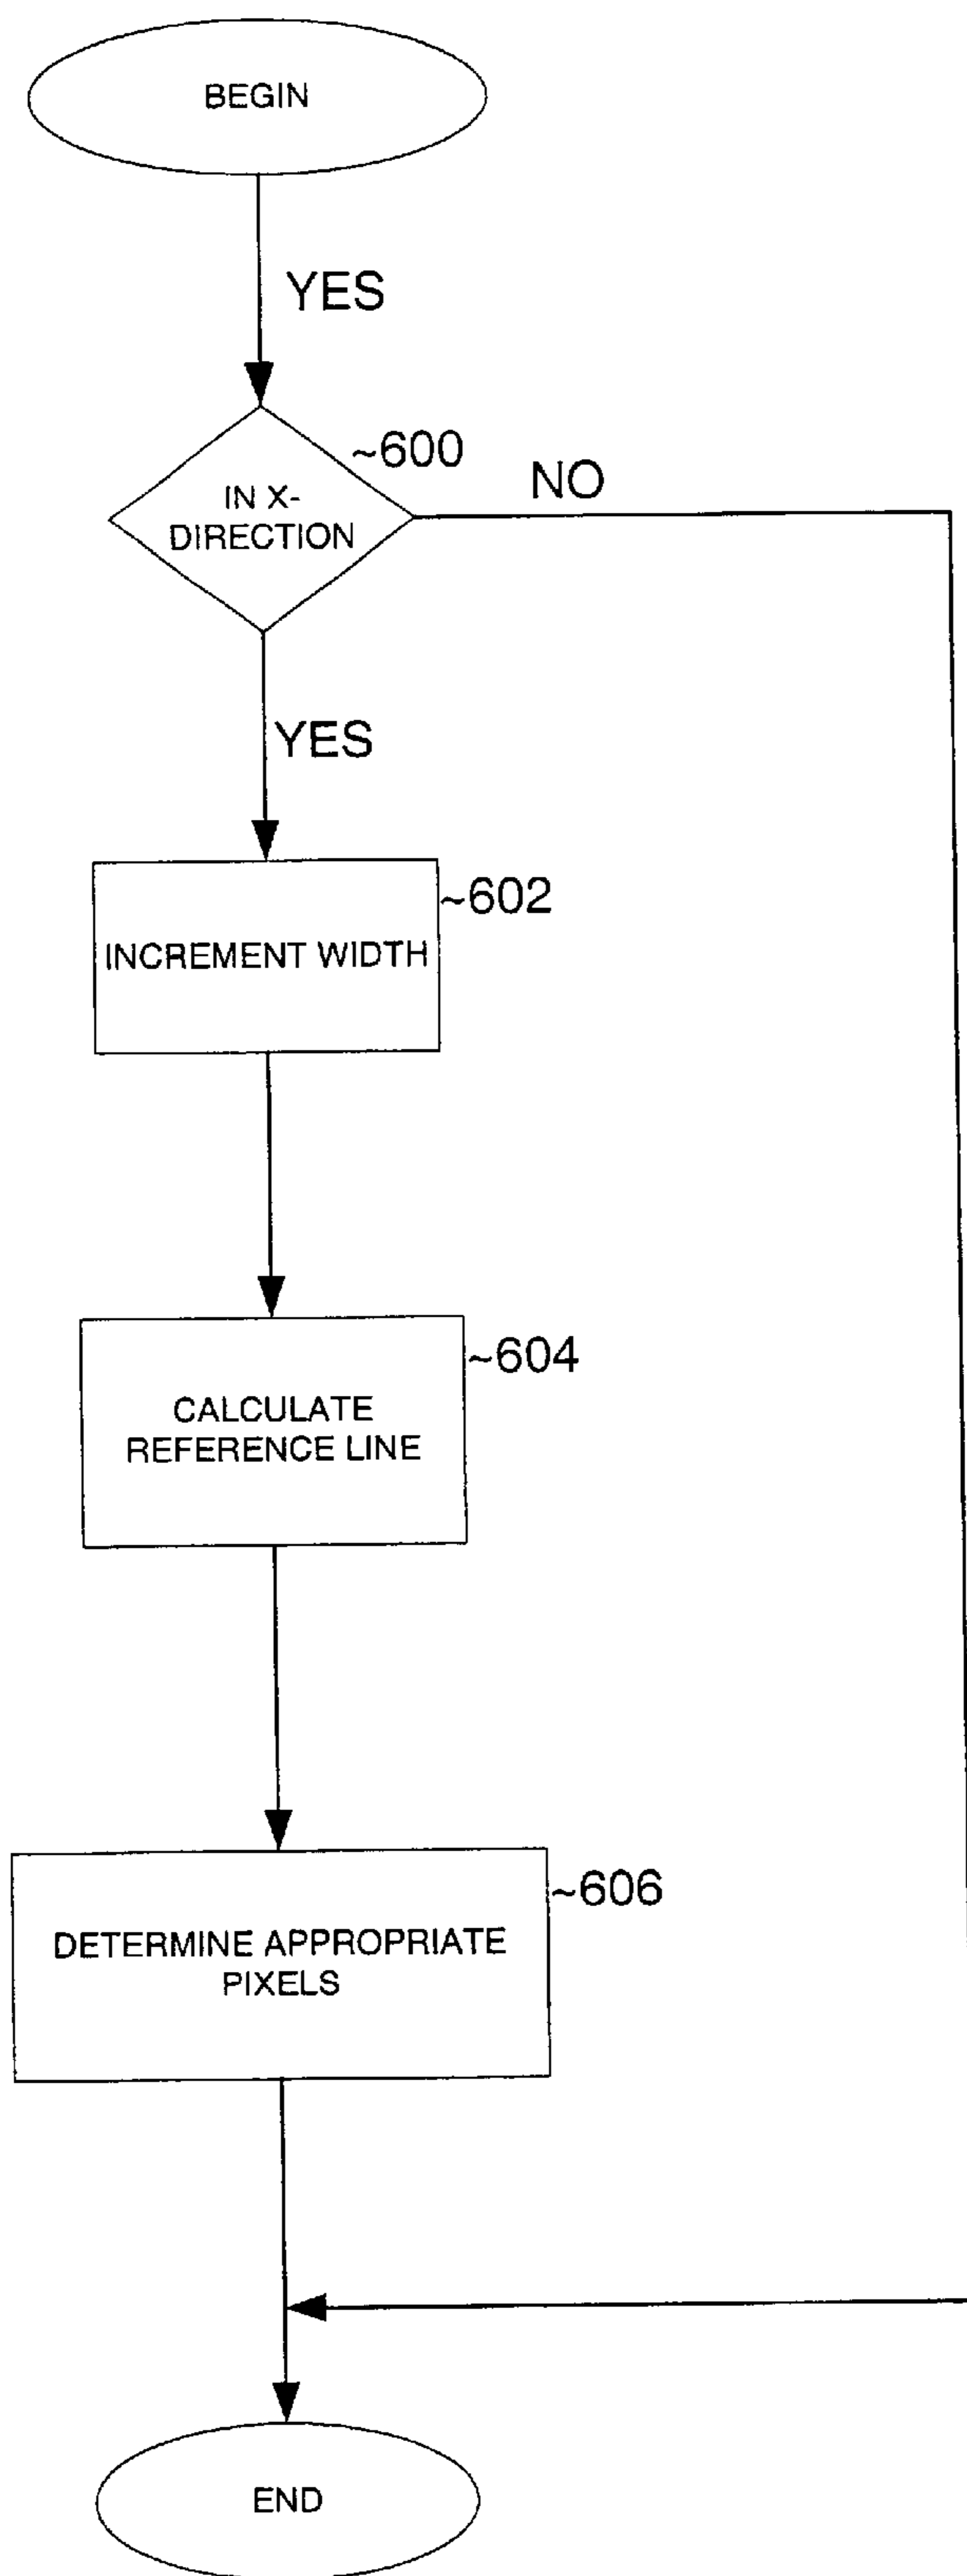 BEGIN
YES
~600
NO
IN X-
DIRECTION
YES
~602
INCREMENT WIDTH
~604
CALCULATE
REFERENCE LINE
~606
DETERMINE APPROPRIATE
PIXELS
END